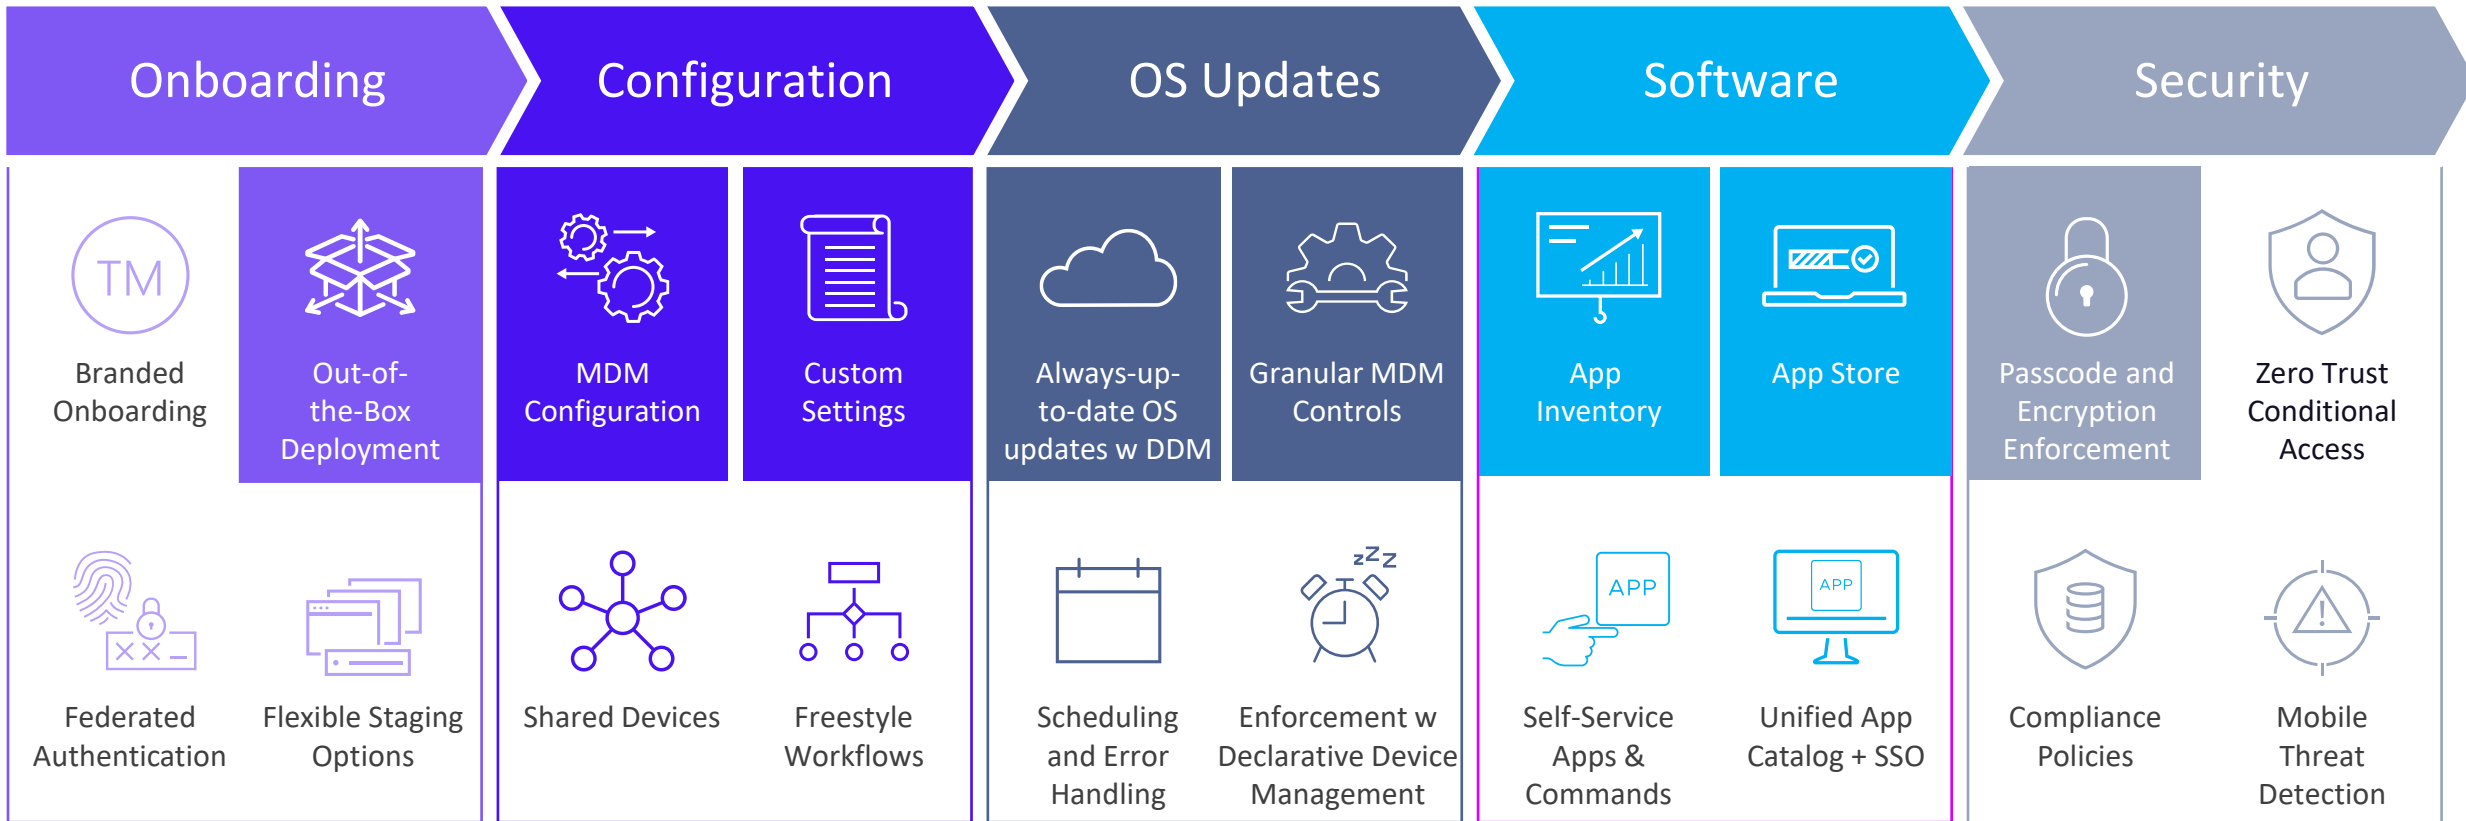 Onboarding
Configuration
OS Updates
Software
Security
TM
Branded
Onboarding
Out-of-
the-Box
Deployment
MDM
Configuration
Custom
Settings
Always-up-
to-date OS
updates w DDM
Granular MDM
Controls
App
Inventory
App Store
Passcode and
Encryption
Enforcement
Zero Trust
Conditional
Access
XX_
Federated
Authentication
Flexible Staging
Options
Shared Devices
Freestyle
Workflows
Scheduling
and Error
Handling
zZZ
Enforcement w
Declarative Device
Management
APP
Self-Service
Apps &
Commands
APP
Unified App
Catalog + SSO
Compliance
Policies
Mobile
Threat
Detection